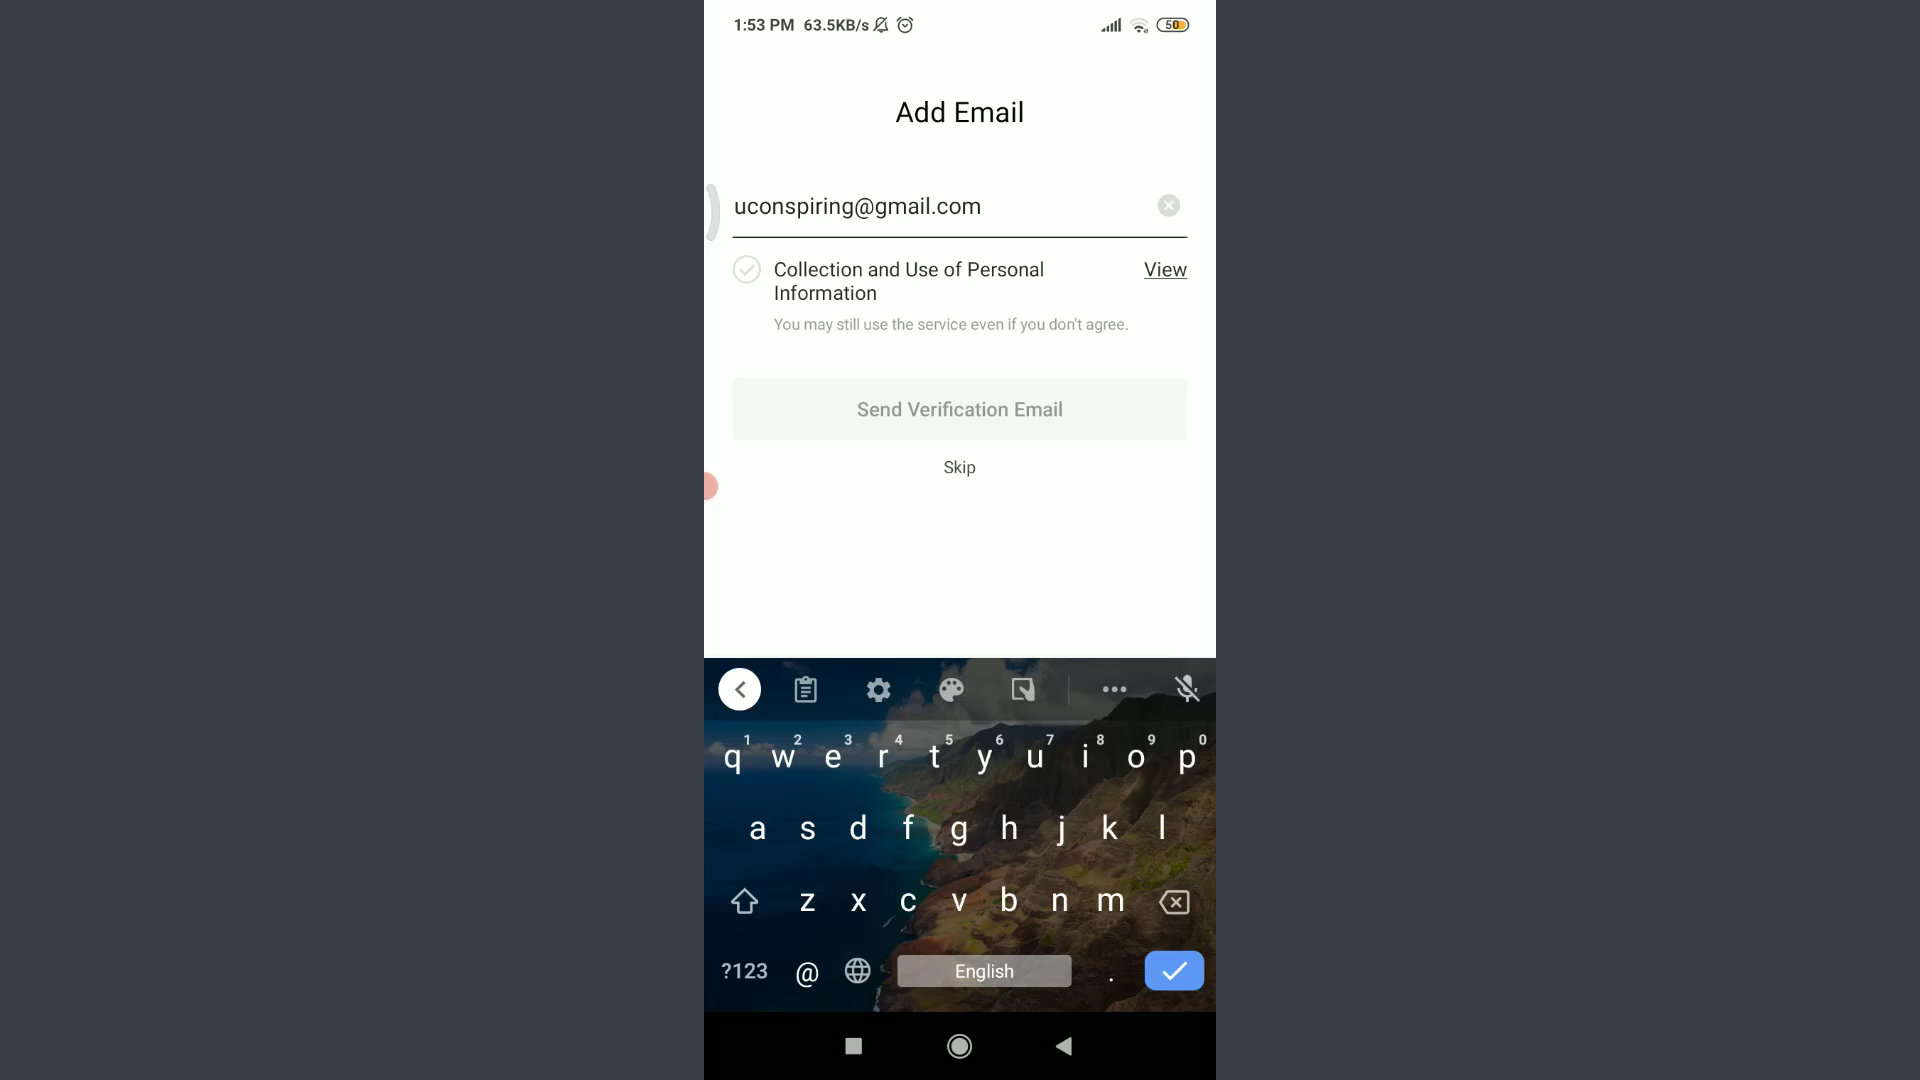 1:53 PM 63.5KB/s 50
Add Email
uconspiring@gmail.com
Collection and Use of Personal View
Information
You may still use the service even if you don't agree.
Send Verification Email
Skip
1 2 3 4 5 6 7 8 9 0
q w e r t y u i o p
a s d f g h j k l
z x c v b n m
?123 @ English .